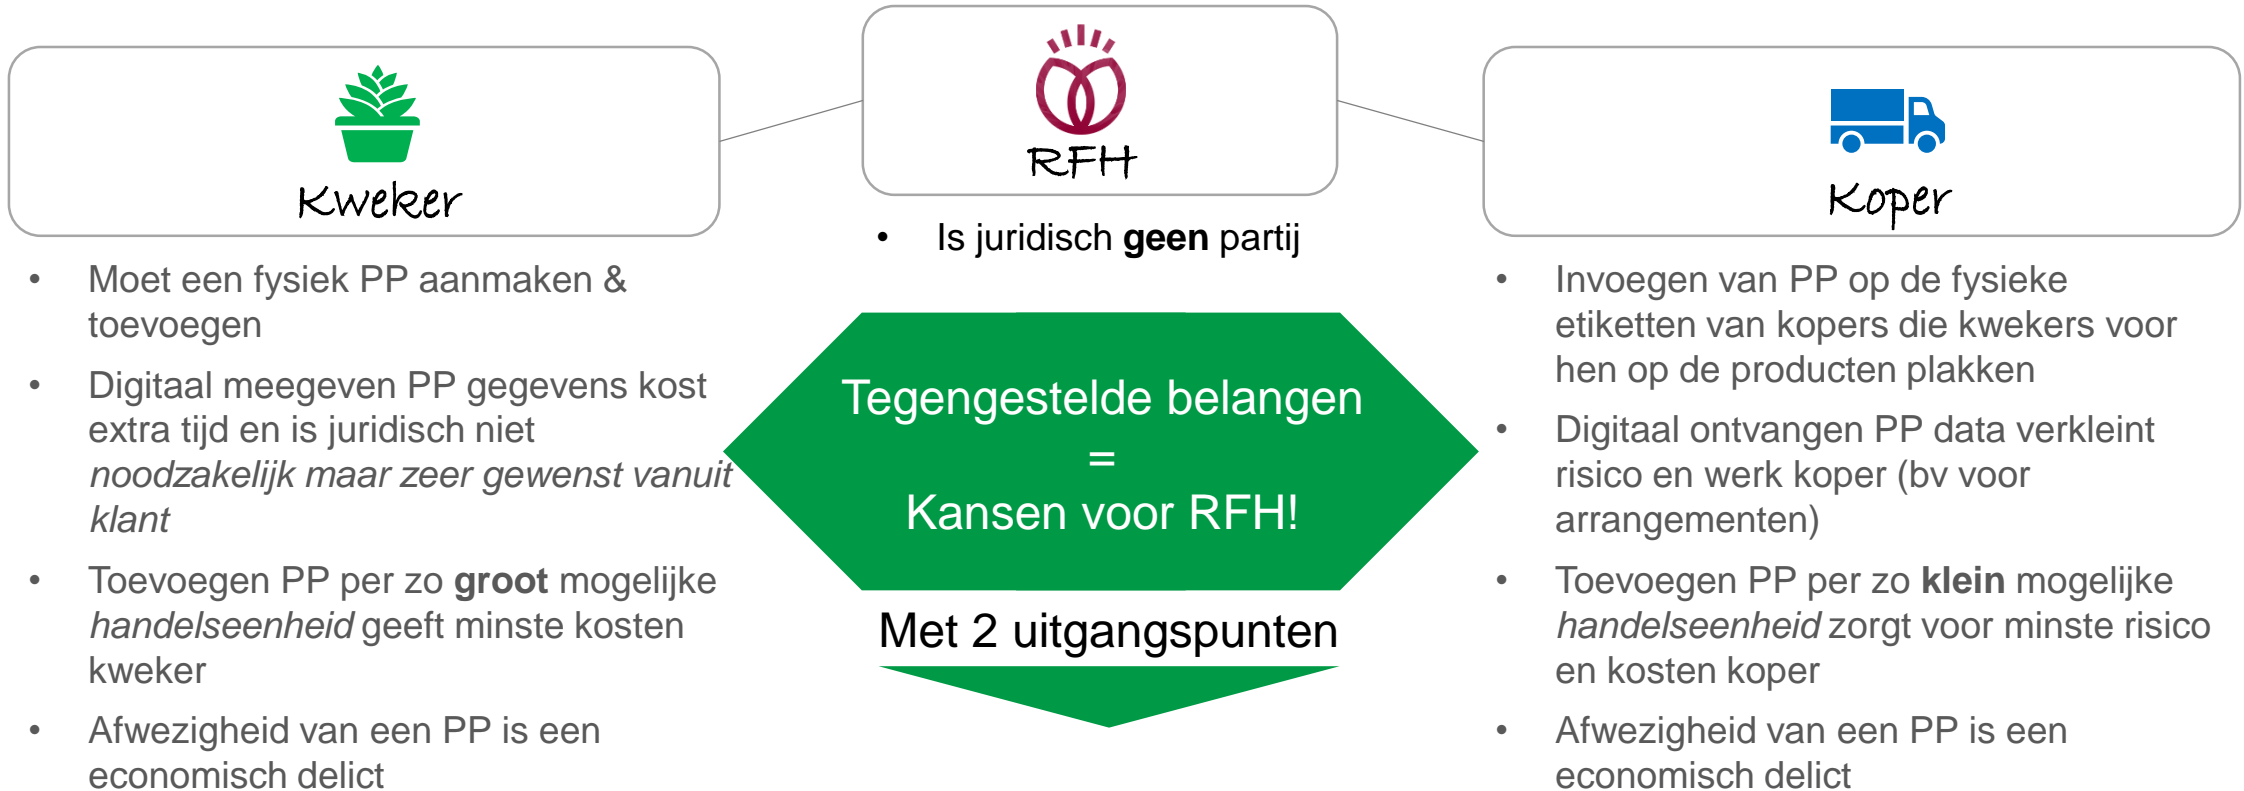 Kweker
• Moet een fysiek PP aanmaken &
toevoegen
• Digitaal meegeven PP gegevens kost
extra tijd en is juridisch niet
noodzakelijk maar zeer gewenst vanuit
klant
• Toevoegen PP per zo groot mogelijke
handelseenheid geeft minste kosten
kweker
• Afwezigheid van een PP is een
economisch delict
RFH
• Is juridisch geen partij
Tegengestelde belangen
=
Kansen voor RFH!
Met 2 uitgangspunten
Koper
• Invoegen van PP op de fysieke
etiketten van kopers die kwekers voor
hen op de producten plakken
• Digitaal ontvangen PP data verkleint
risico en werk koper (bv voor
arrangementen)
• Toevoegen PP per zo klein mogelijke
handelseenheid zorgt voor minste risico
en kosten koper
• Afwezigheid van een PP is een
economisch delict